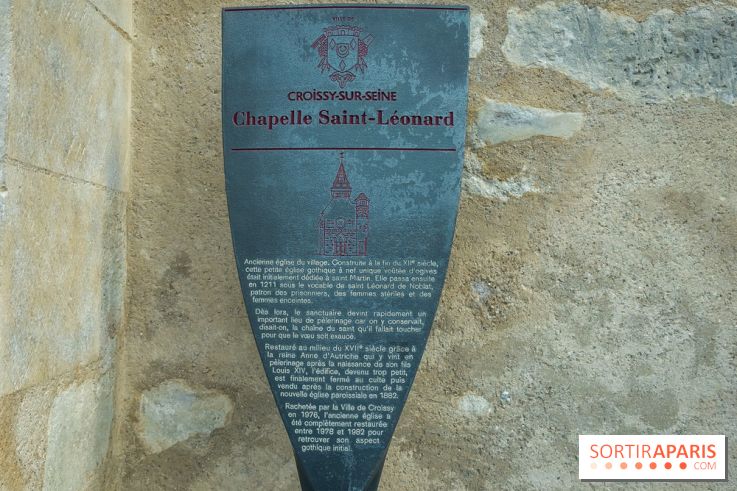 VILLE DE
CROISSY-SUR-SEINE
Chapelle Saint-Léonard
Ancienne église du village. Construite à la fin du XIIe siècle,
cette petite église gothique à nef unique voûtée d'ogives
était initialement dédiée à saint Martin. Elle passa ensuite
en 1211 sous le vocable de saint Léonard de Noblat,
patron des prisonniers, des femmes stériles et des
femmes enceintes.
Dès lors, le sanctuaire devint rapidement un
important lieu de pèlerinage car on y conservait,
disait-on, la chaîne du saint qu'il fallait toucher
pour que le vœu soit exaucé.
Restauré au milieu du XVIIe siècle grâce à
la reine Anne d'Autriche qui y vint en
pèlerinage après la naissance de son fils
Louis XIV, l'édifice, devenu trop petit,
est finalement fermé au culte puis
vendu après la construction de la
nouvelle église paroissiale en 1882.
Rachetée par la Ville de Croissy
en 1976, l'ancienne église a
été complètement restaurée
entre 1978 et 1982 pour
retrouver son aspect
gothique initial.
SORTIRAPARIS
.COM